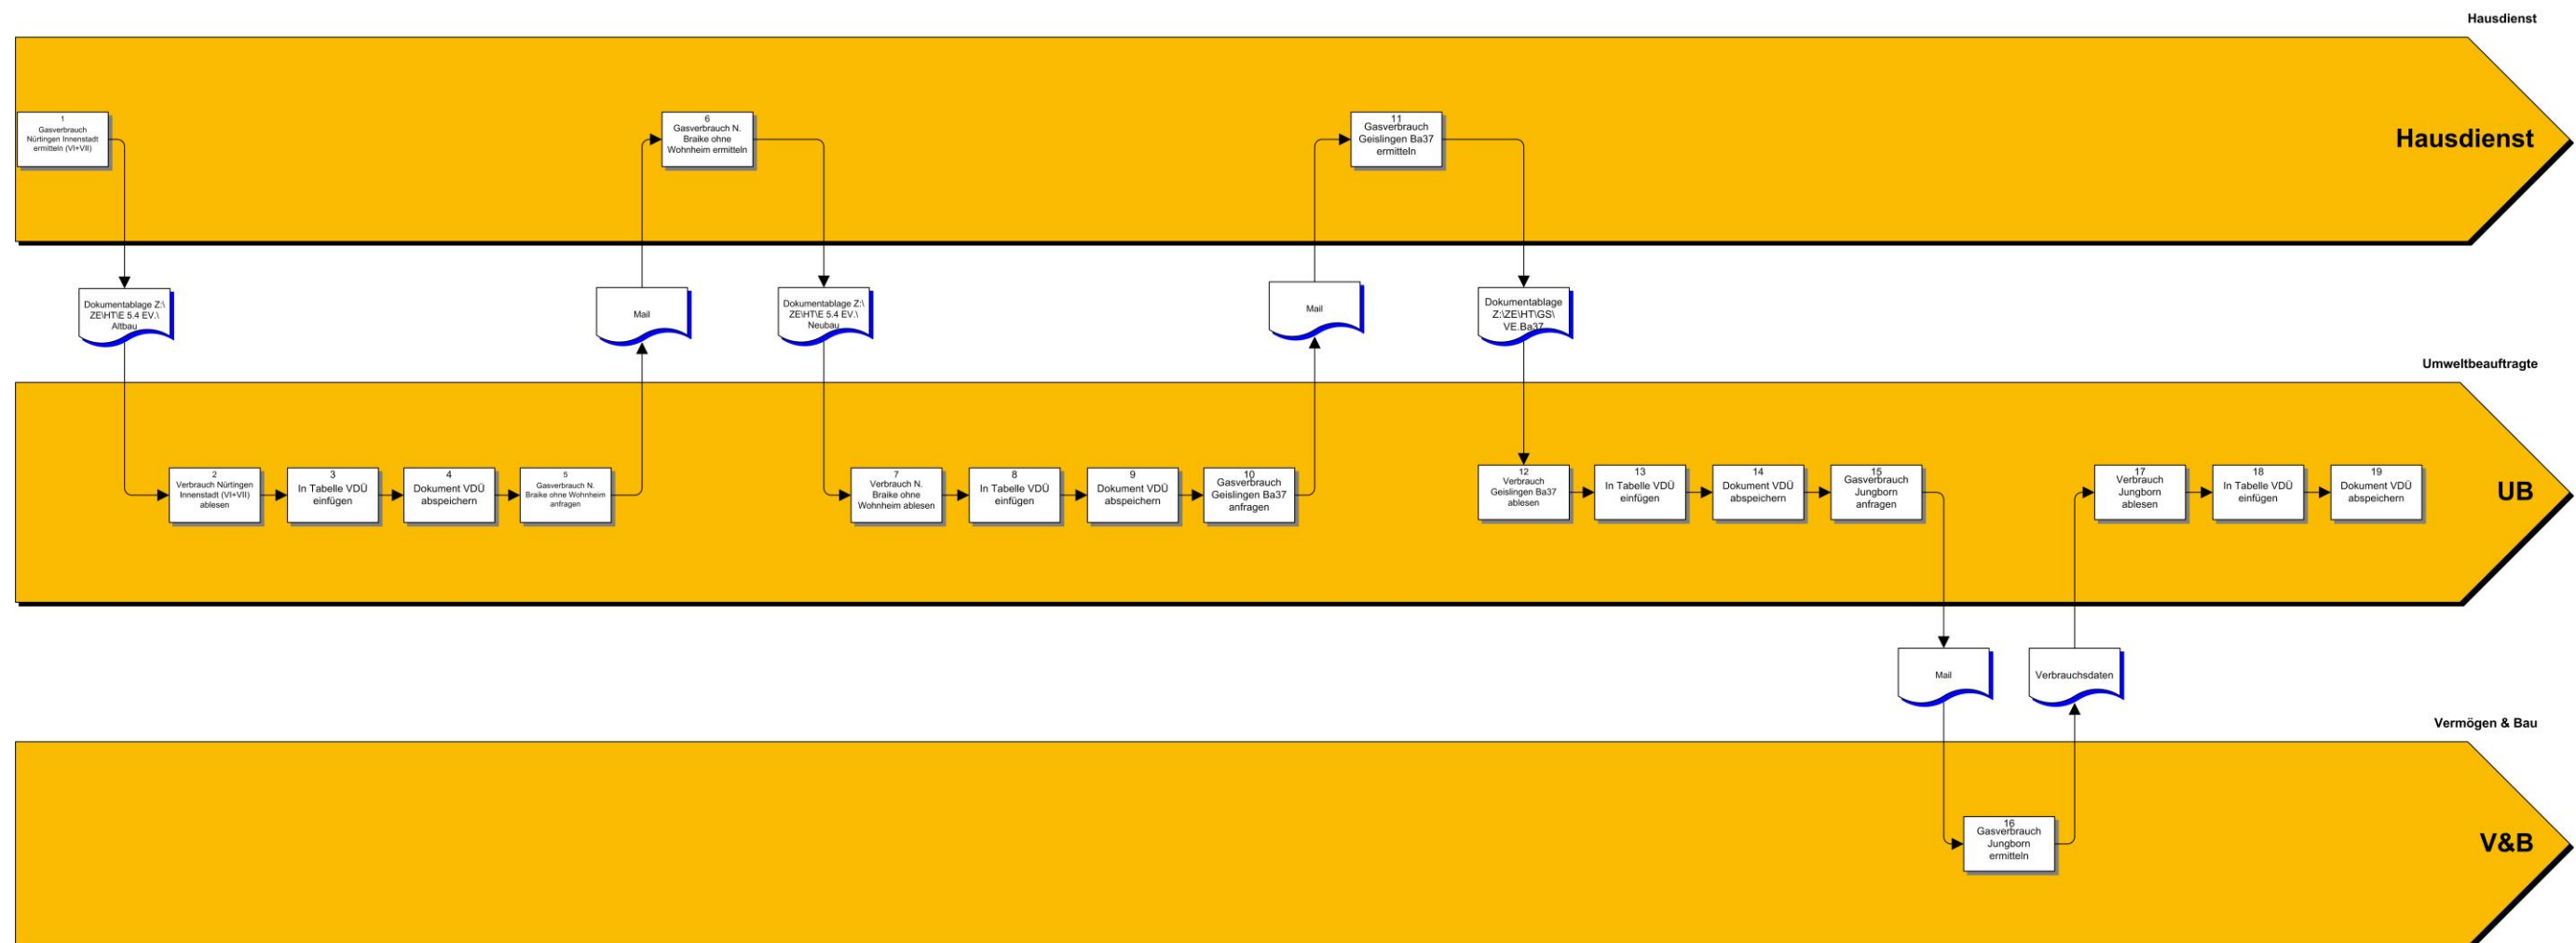 Hausdienst
1
Gasverbrauch
Nürtingen Innenstadt
ermitteln (VI+VII)
6
Gasverbrauch N.
Braike ohne
Wohnheim ermitteln
11
Gasverbrauch
Geislingen Ba37
ermitteln
Hausdienst
Dokumentablage Z:\
ZE\HT\E 5.4 EV.\
Altbau
Mail
Dokumentablage Z:\
ZE\HT\E 5.4 EV.\
Neubau
Mail
Dokumentablage
Z:\ZE\HT\GS\
VE.Ba37
Umweltbeauftragte
2
Verbrauch Nürtingen
Innenstadt (VI+VII)
ablesen
3
In Tabelle VDÜ
einfügen
4
Dokument VDÜ
abspeichern
5
Gasverbrauch N.
Braike ohne Wohnheim
anfragen
7
Verbrauch N.
Braike ohne
Wohnheim ablesen
8
In Tabelle VDÜ
einfügen
9
Dokument VDÜ
abspeichern
10
Gasverbrauch
Geislingen Ba37
anfragen
12
Verbrauch
Geislingen Ba37
ablesen
13
In Tabelle VDÜ
einfügen
14
Dokument VDÜ
abspeichern
15
Gasverbrauch
Jungborn
anfragen
17
Verbrauch
Jungborn
ablesen
18
In Tabelle VDÜ
einfügen
19
Dokument VDÜ
abspeichern
UB
Mail
Verbrauchsdaten
Vermögen & Bau
16
Gasverbrauch
Jungborn
ermitteln
V&B